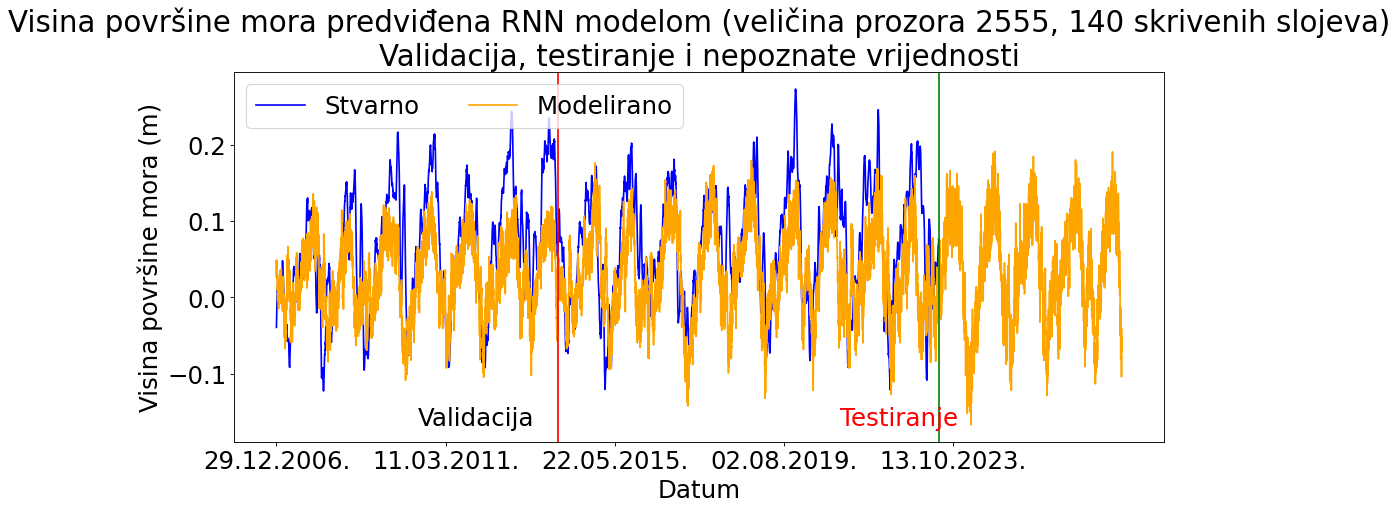 Visina površine mora predviđena RNN modelom (veličina prozora 2555, 140 skrivenih slojeva)
Validacija, testiranje i nepoznate vrijednosti
Stvarno Modelirano
Visina površine mora (m)
0.2
0.1
0.0
−0.1
Validacija Testiranje
29.12.2006. 11.03.2011. 22.05.2015. 02.08.2019. 13.10.2023.
Datum